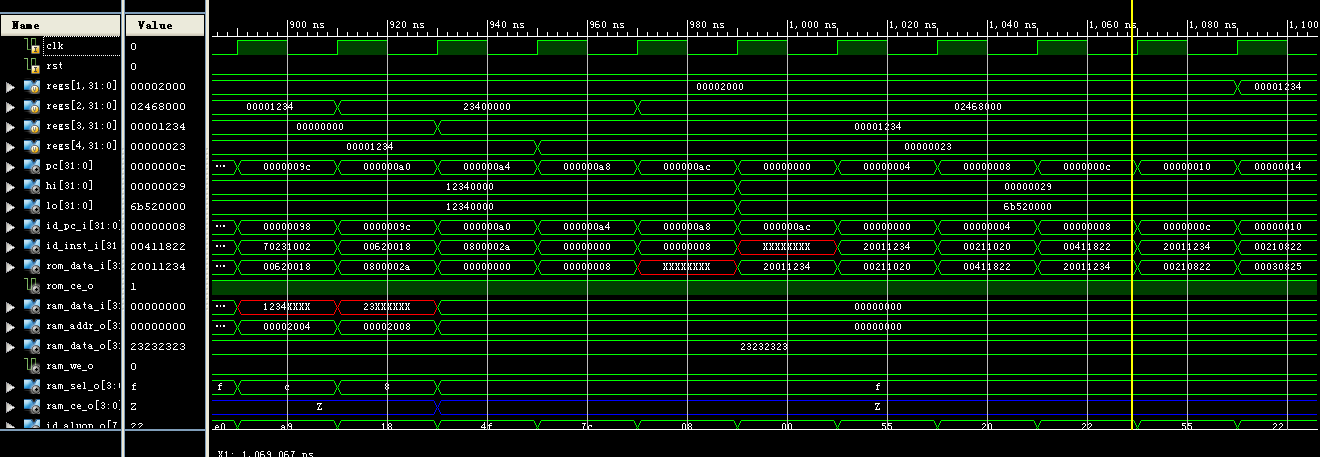 Name Value 900 ns 920 ns 940 ns 960 ns 980 ns 1,000 ns 1,020 ns 1,040 ns 1,060 ns 1,080 ns 1,100
clk 0
rst 0
regs[1,31:0] 00002000 00002000 00001234
regs[2,31:0] 02468000 00001234 23400000 02468000
regs[3,31:0] 00001234 00000000 00001234
regs[4,31:0] 00000023 00001234 00000023
pc[31:0] 0000000c ... 0000009c 000000a0 000000a4 000000a8 000000ac 00000000 00000004 00000008 0000000c 00000010 00000014
hi[31:0] 00000029 12340000 00000029
lo[31:0] 6b520000 12340000 6b520000
id_pc_i[31:0] 00000008 ... 00000098 0000009c 000000a0 000000a4 000000a8 000000ac 00000000 00000004 00000008 0000000c 00000010
id_inst_i[31 00411822 ... 70231002 00620018 0800002a 00000000 00000008 XXXXXXXX 20011234 00211020 00411822 20011234 00210822
rom_data_i[3 20011234 ... 00620018 0800002a 00000000 00000008 XXXXXXXX 20011234 00211020 00411822 20011234 00210822 00030825
rom_ce_o 1
ram_data_i[3 00000000 ... 1234XXXX 23XXXXXX 00000000
ram_addr_o[3 00000000 ... 00002004 00002008 00000000
ram_data_o[3 23232323 23232323
ram_we_o 0
ram_sel_o[3:0 f f c 8 f
ram_ce_o[3:0] Z Z Z
id_aluop_o[7 22 e0 a9 18 4f 7c 08 00 55 20 22 55 22
X1: 1,069.067 ns